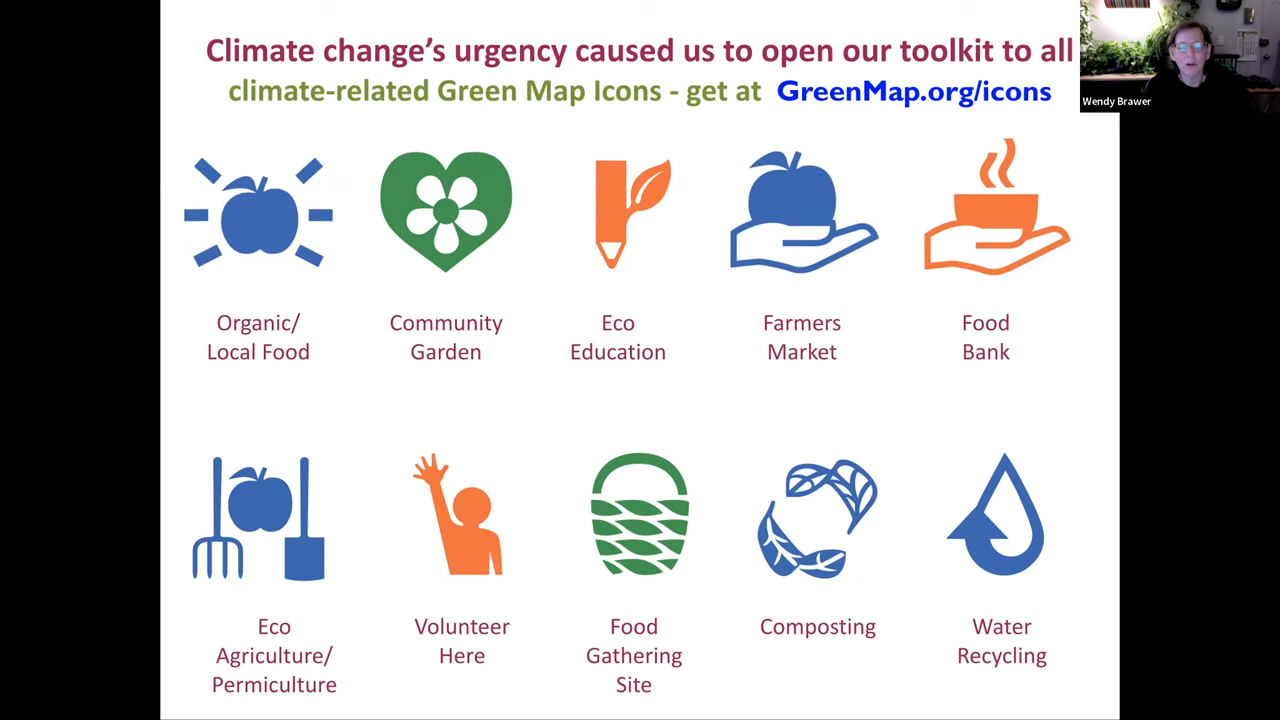 Climate change's urgency caused us to open our toolkit to all
climate-related Green Map Icons - get at GreenMap.org/icons
Wendy Brawer
Organic/
Local Food
Community
Garden
Eco
Education
Farmers
Market
Food
Bank
Eco
Agriculture/
Permiculture
Volunteer
Here
Food
Gathering
Site
Composting
Water
Recycling